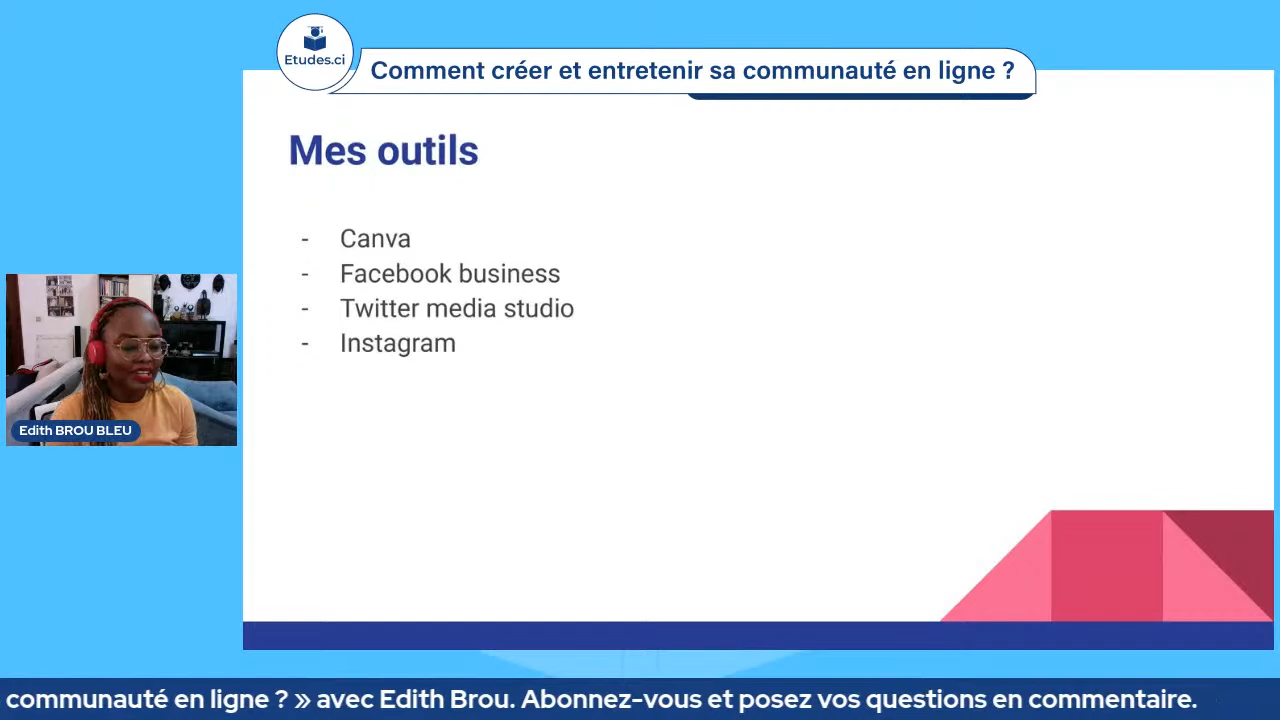 Etudes.ci
Comment créer et entretenir sa communauté en ligne ?
Mes outils
- Canva
- Facebook business
- Twitter media studio
- Instagram
Edith BROU BLEU
communauté en ligne ? » avec Edith Brou. Abonnez-vous et posez vos questions en commentaire.